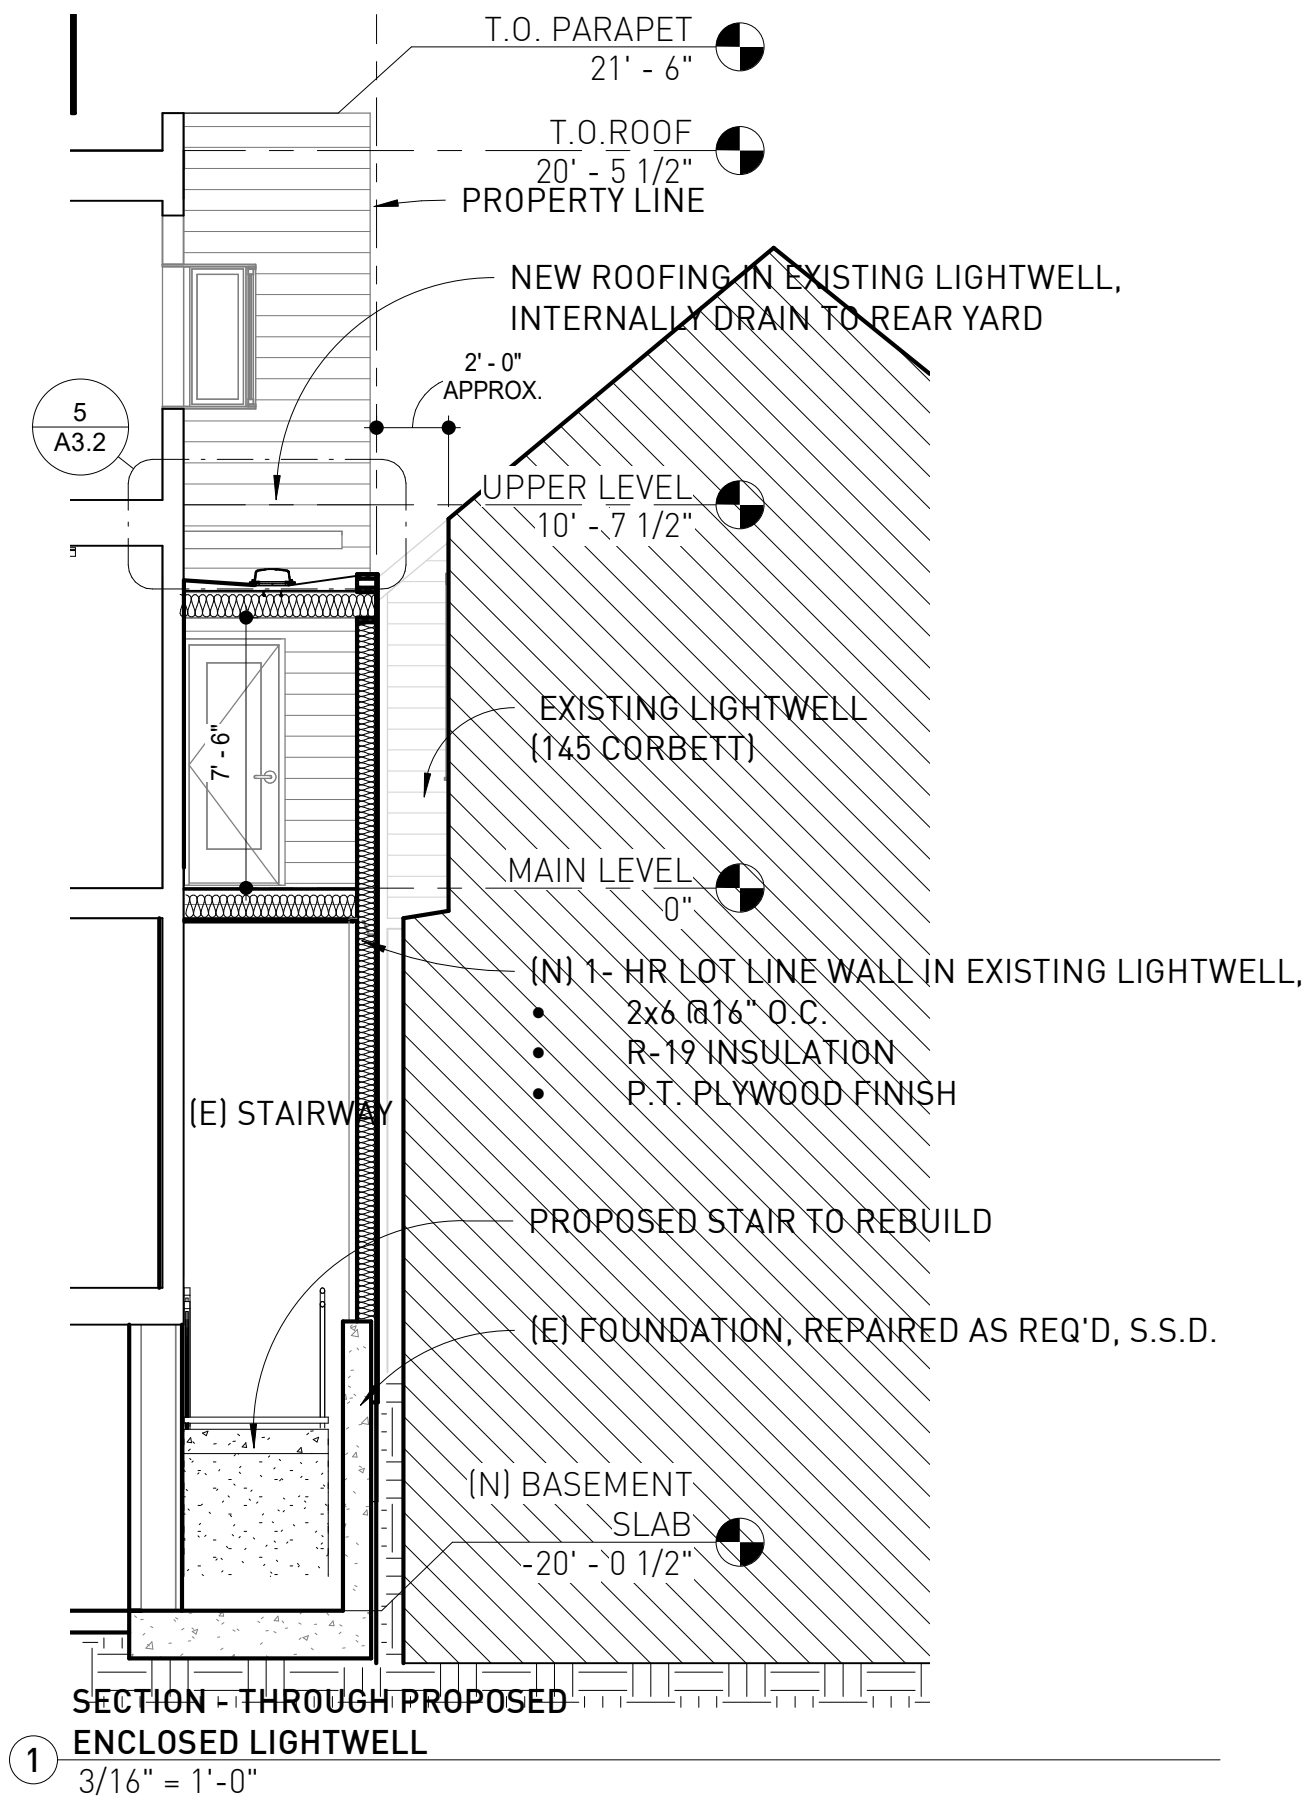 T.O. PARAPET
21' - 6"
T.O.ROOF
20' - 5 1/2"
PROPERTY LINE
NEW ROOFING IN EXISTING LIGHTWELL,
INTERNALLY DRAIN TO REAR YARD
2' - 0"
APPROX.
5
A3.2
UPPER LEVEL
10' - 7 1/2"
EXISTING LIGHTWELL
(145 CORBETT)
7' - 6"
MAIN LEVEL
0"
(N) 1- HR LOT LINE WALL IN EXISTING LIGHTWELL,
• 2x6 @16" O.C.
• R-19 INSULATION
• P.T. PLYWOOD FINISH
(E) STAIRWAY
PROPOSED STAIR TO REBUILD
(E) FOUNDATION, REPAIRED AS REQ'D, S.S.D.
(N) BASEMENT
SLAB
-20' - 0 1/2"
SECTION - THROUGH PROPOSED
ENCLOSED LIGHTWELL
1
3/16" = 1'-0"